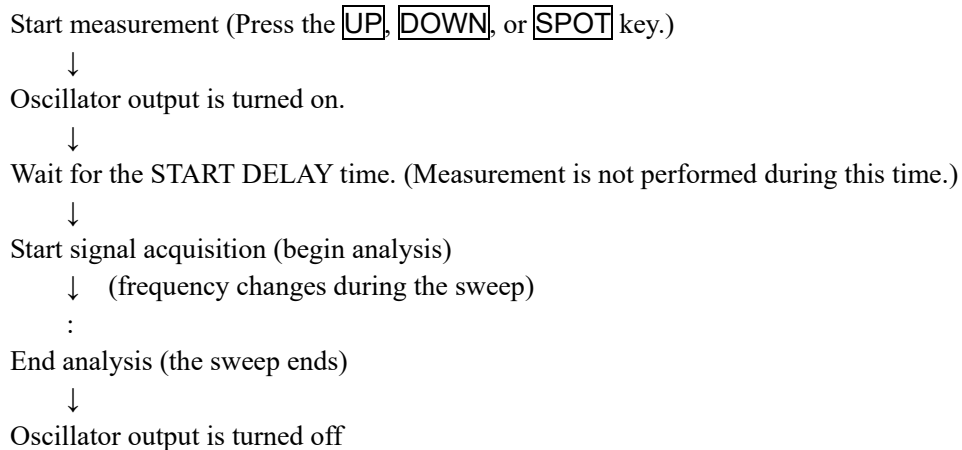 Start measurement (Press the UP, DOWN, or SPOT key.)
↓
Oscillator output is turned on.
↓
Wait for the START DELAY time. (Measurement is not performed during this time.)
↓
Start signal acquisition (begin analysis)
↓ (frequency changes during the sweep)
:
End analysis (the sweep ends)
↓
Oscillator output is turned off